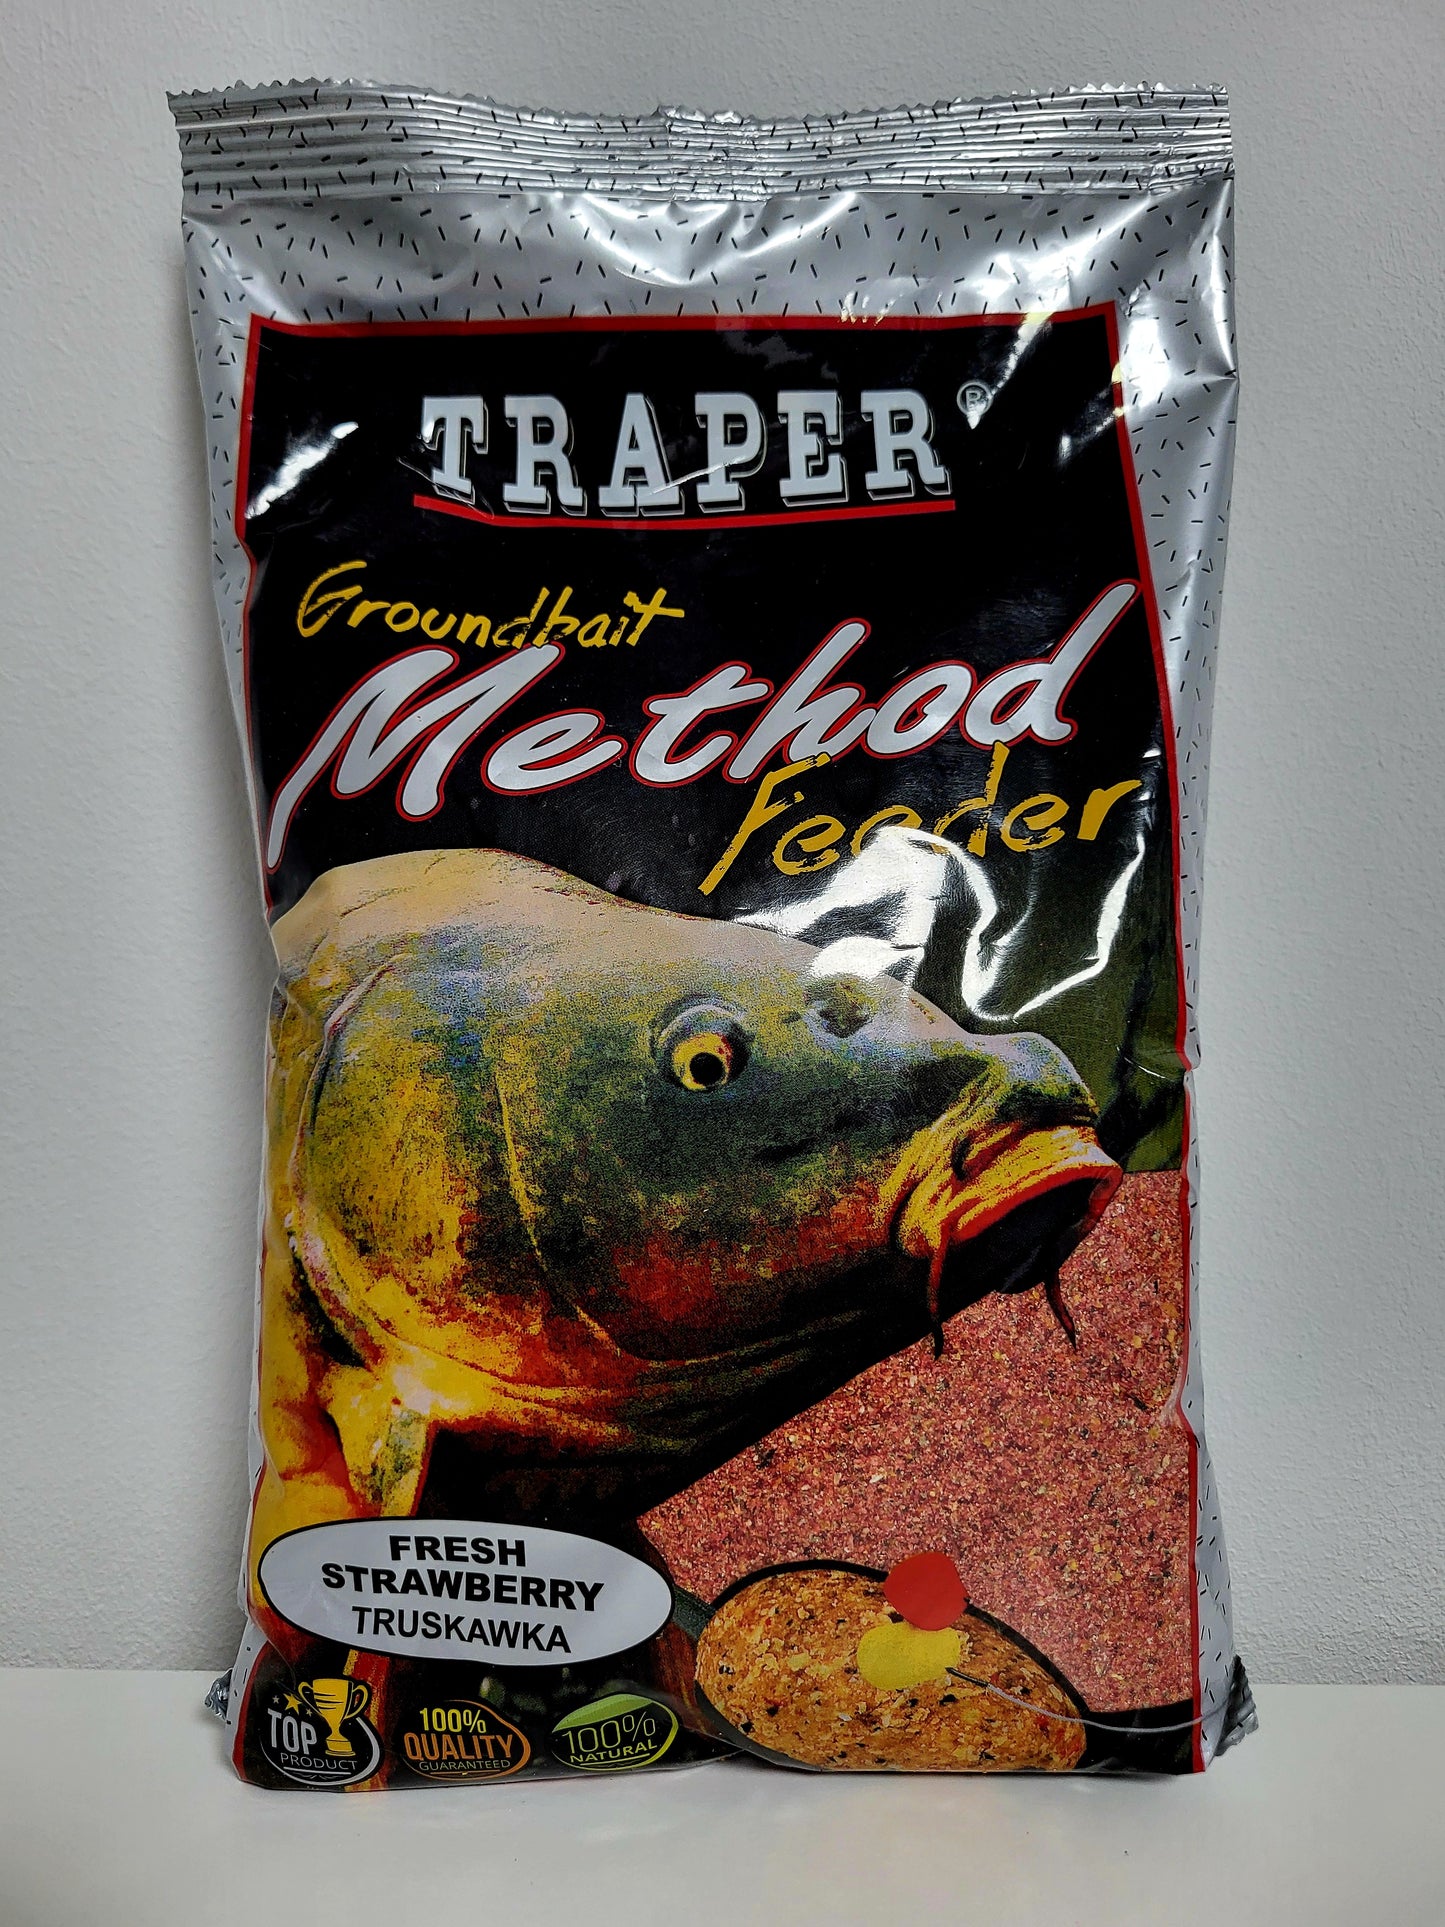 TRAPER®
Groundbait
Method
Feeder
FRESH
STRAWBERRY
TRUSKAWKA
TOP
PRODUCT
100%
QUALITY
GUARANTEED
100%
NATURAL